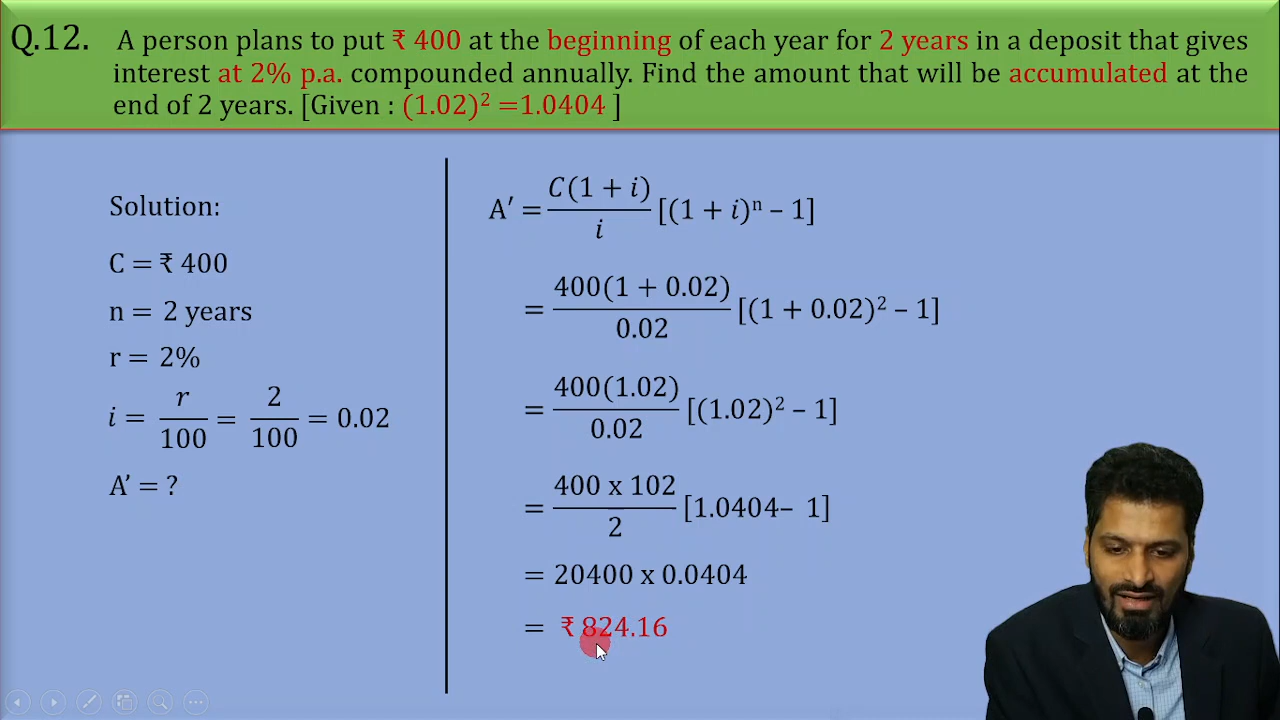 Q.12. A person plans to put ₹ 400 at the beginning of each year for 2 years in a deposit that gives
interest at 2% p.a. compounded annually. Find the amount that will be accumulated at the
end of 2 years. [Given : (1.02)² =1.0404 ]
Solution:
C = ₹ 400
n = 2 years
r = 2%
i = r/100 = 2/100 = 0.02
A’ = ?
A′ = C(1 + i)/i [(1 + i)ⁿ – 1]
= 400(1 + 0.02)/0.02 [(1 + 0.02)² – 1]
= 400(1.02)/0.02 [(1.02)² – 1]
= 400 x 102/2 [1.0404– 1]
= 20400 x 0.0404
= ₹ 824.16